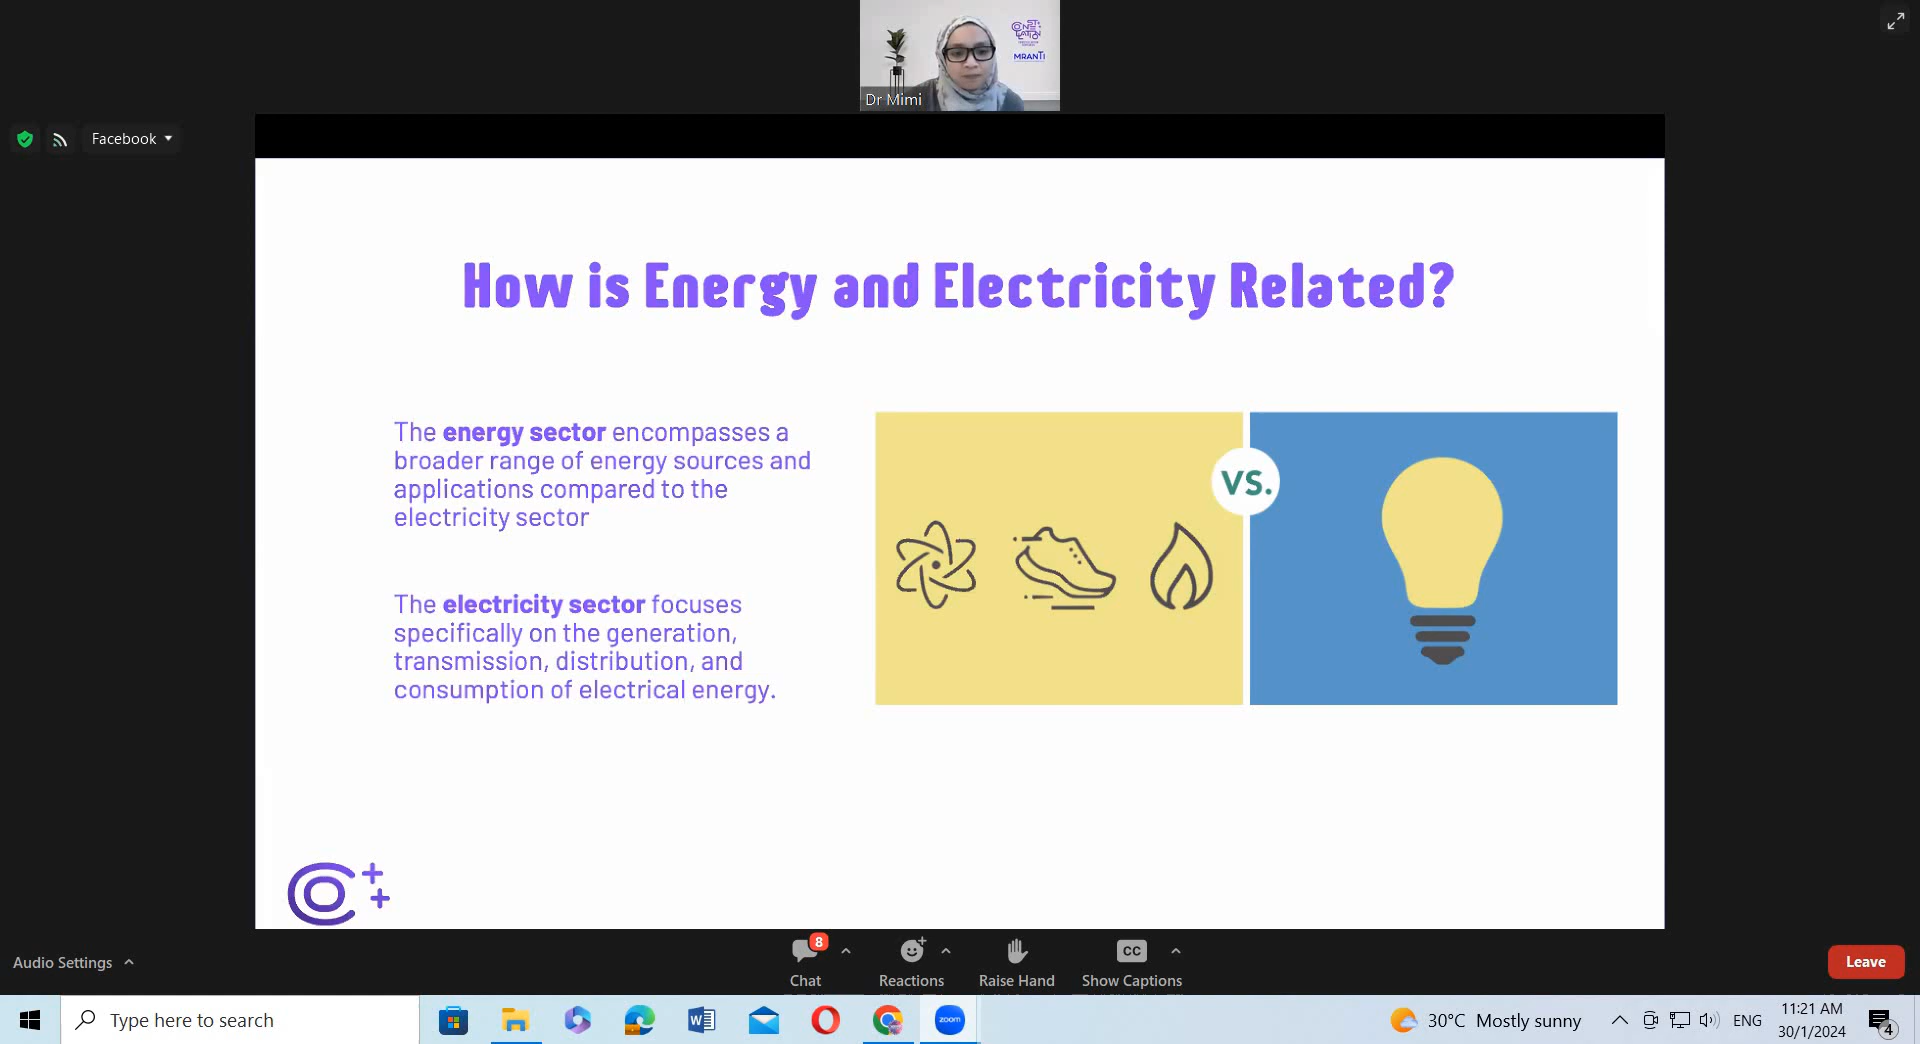 MRANTI
Dr Mimi
Facebook
How is Energy and Electricity Related?
The energy sector encompasses a
broader range of energy sources and
applications compared to the
electricity sector
The electricity sector focuses
specifically on the generation,
transmission, distribution, and
consumption of electrical energy.
VS.
Audio Settings
8
Chat
Reactions
Raise Hand
CC
Show Captions
Leave
Type here to search
W
zoom
30°C Mostly sunny
ENG
11:21 AM
30/1/2024
4